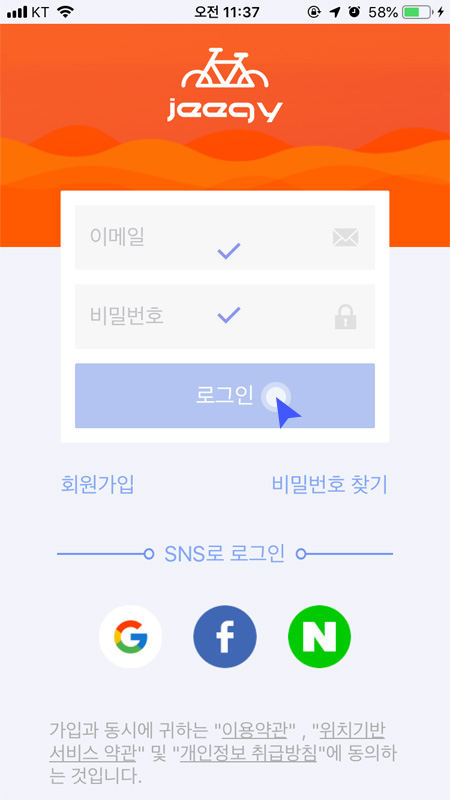 KT 오전 11:37 58%
jeegy
이메일
비밀번호
로그인
회원가입 비밀번호 찾기
SNS로 로그인
G f N
가입과 동시에 귀하는 "이용약관" , "위치기반
서비스 약관" 및 "개인정보 취급방침"에 동의하
는 것입니다.